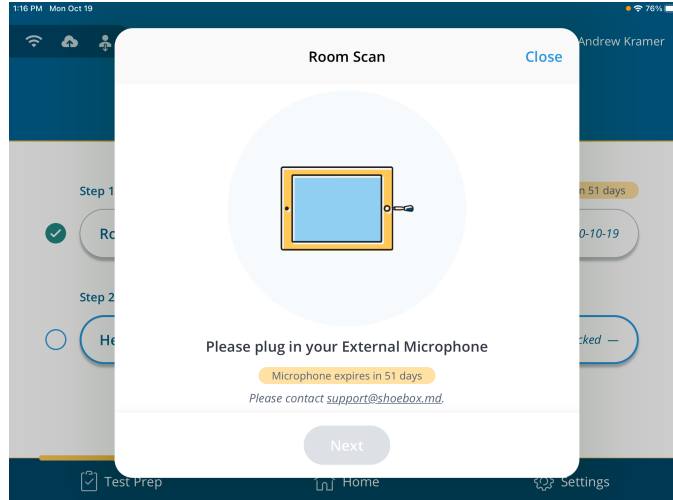 1:16 PM Mon Oct 19
76%
Andrew Kramer
Room Scan
Close
Step 1
n 51 days
0-10-19
Step 2
He
cked —
Please plug in your External Microphone
Microphone expires in 51 days
Please contact support@shoebox.md.
Next
Test Prep
Home
Settings